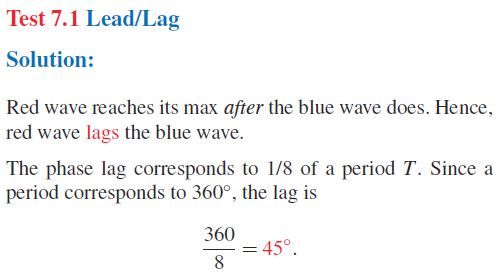 Test 7.1 Lead/Lag
Solution:
Red wave reaches its max after the blue wave does. Hence,
red wave lags the blue wave.
The phase lag corresponds to 1/8 of a period T. Since a
period corresponds to 360°, the lag is
360
8
= 45°.